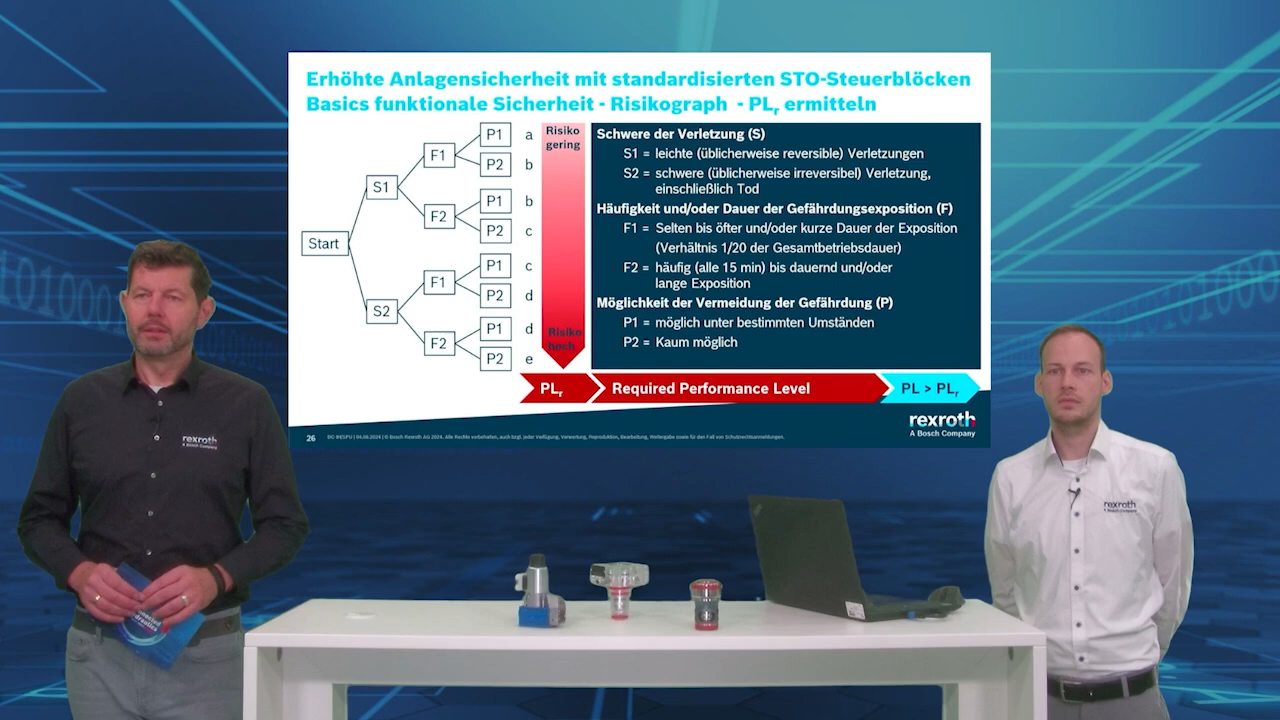 Erhöhte Anlagensicherheit mit standardisierten STO-Steuerblöcken
Basics funktionale Sicherheit - Risikograph - PLr ermitteln
Start
S1
S2
F1
F2
F1
F2
P1 a
P2 b
P1 b
P2 c
P1 c
P2 d
P1 d
P2 e
Risiko
gering
Risiko
hoch
Schwere der Verletzung (S)
S1 = leichte (üblicherweise reversible) Verletzungen
S2 = schwere (üblicherweise irreversibel) Verletzung,
einschließlich Tod
Häufigkeit und/oder Dauer der Gefährdungsexposition (F)
F1 = Selten bis öfter und/oder kurze Dauer der Exposition
(Verhältnis 1/20 der Gesamtbetriebsdauer)
F2 = häufig (alle 15 min) bis dauernd und/oder
lange Exposition
Möglichkeit der Vermeidung der Gefährdung (P)
P1 = möglich unter bestimmten Umständen
P2 = Kaum möglich
PLr
Required Performance Level
PL > PLr
rexroth
A Bosch Company
26
rexroth
A Bosch Company
rexroth
A Bosch Company